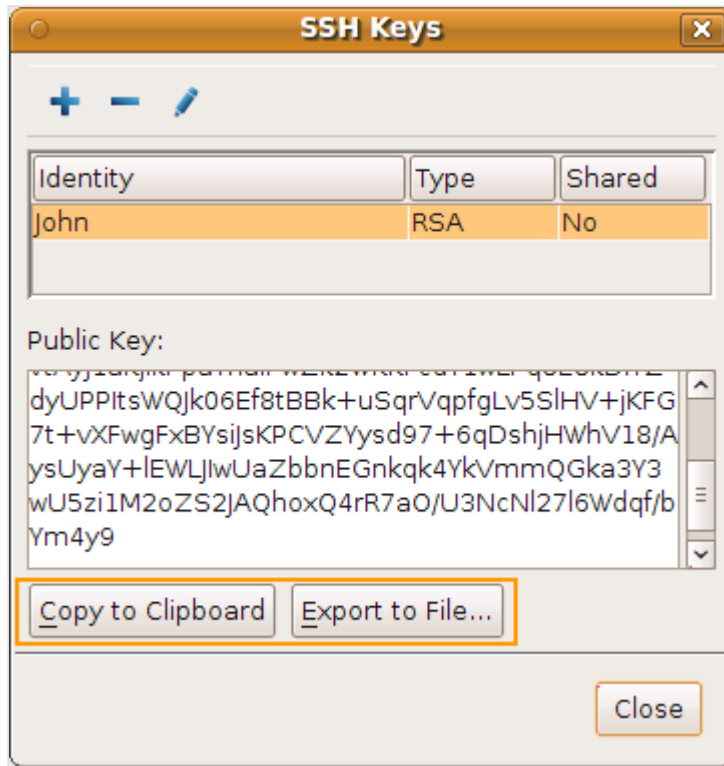 SSH Keys
Identity Type Shared
John RSA No
Public Key:
dyUPPItsWQJk06Ef8tBBk+uSqrVqpfgLv5SlHV+jKFG
7t+vXFwgFxBYsiJsKPCVZYysd97+6qDshjHWhV18/A
ysUyaY+lEWLJIwUaZbbnEGnkqk4YkVmmQGka3Y3
wU5zi1M2oZS2JAQhoxQ4rR7aO/U3NcNl27l6Wdqf/b
Ym4y9
Copy to Clipboard Export to File...
Close